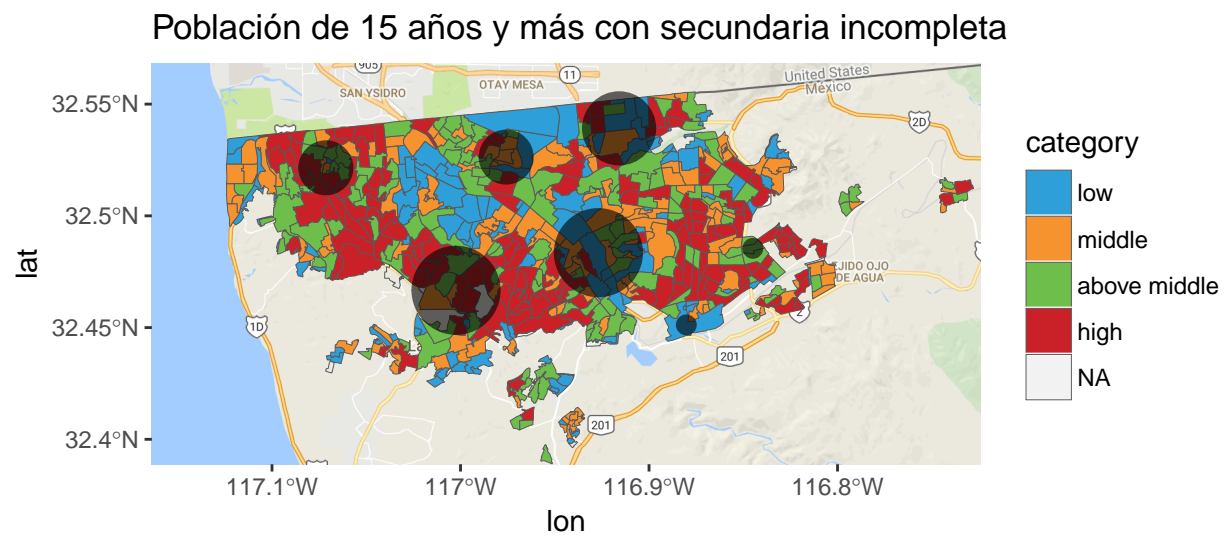 Población de 15 años y más con secundaria incompleta
905
11
OTAY MESA
SAN YSIDRO
United States
México
2D
32.55°N
32.5°N
32.45°N
32.4°N
lat
EJIDO OJO
DE AGUA
1D
2
201
201
117.1°W
117°W
116.9°W
116.8°W
lon
category
low
middle
above middle
high
NA